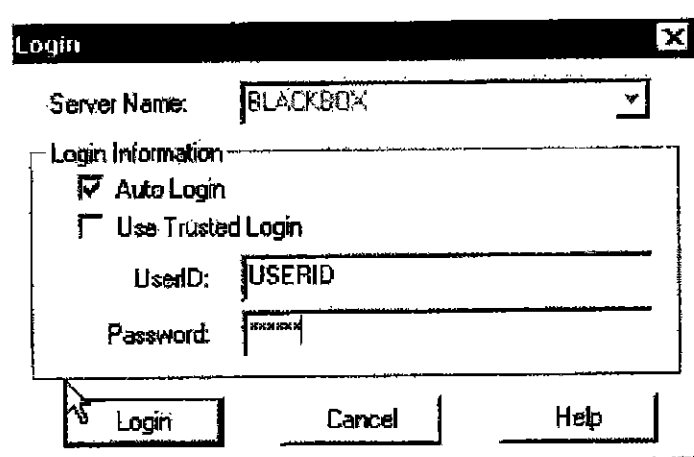 Login
Server Name: BLACKBOX
Login Information
Auto Login
Use Trusted Login
UserID: USERID
Password: ××××××
Login Cancel Help